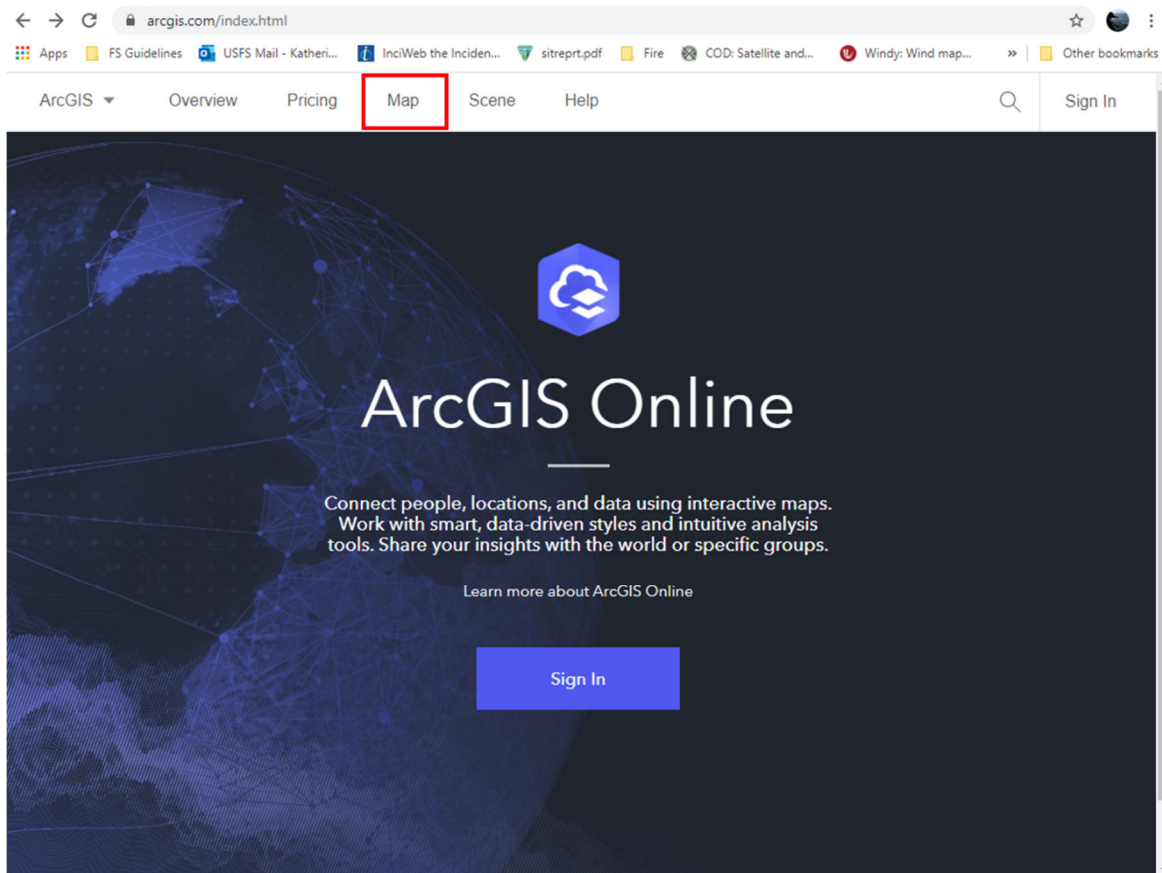 arcgis.com/index.html
Apps FS Guidelines USFS Mail - Katheri... InciWeb the Inciden... sitreprt.pdf Fire COD: Satellite and... Windy: Wind map... » Other bookmarks
ArcGIS Overview Pricing Map Scene Help Sign In
ArcGIS Online
Connect people, locations, and data using interactive maps.
Work with smart, data-driven styles and intuitive analysis
tools. Share your insights with the world or specific groups.
Learn more about ArcGIS Online
Sign In